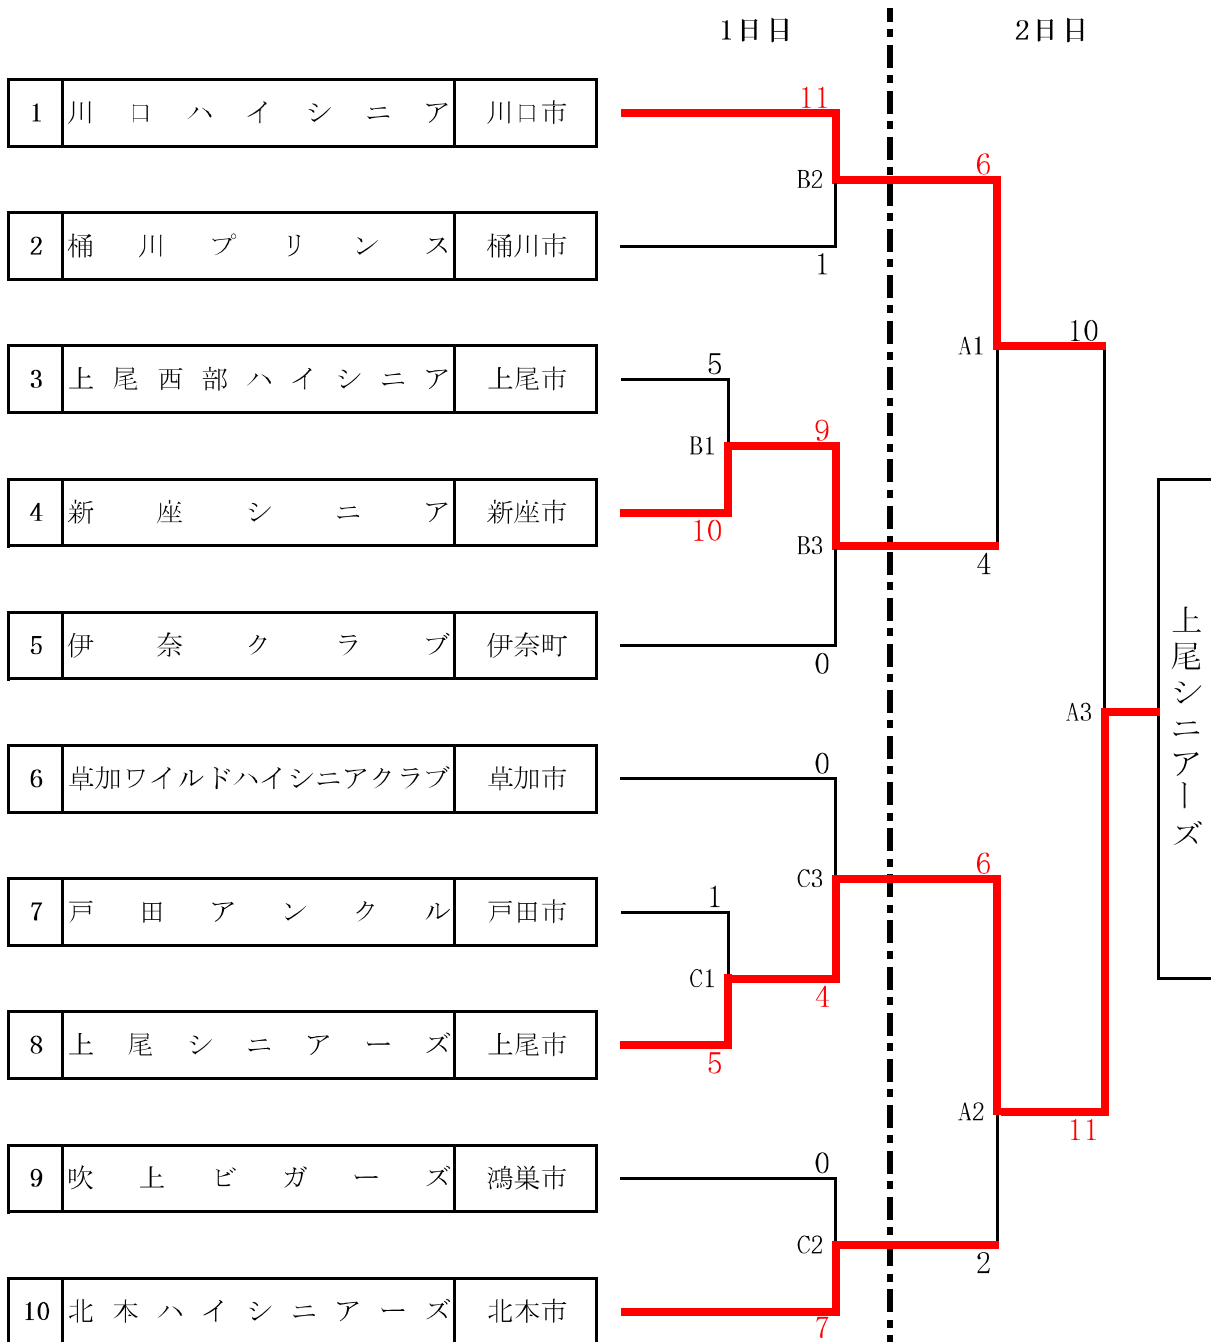 1日目 2日目
1 川口ハイシニア 川口市
2 桶川プリンス 桶川市
3 上尾西部ハイシニア 上尾市
4 新座シニア 新座市
5 伊奈クラブ 伊奈町
6 草加ワイルドハイシニアクラブ 草加市
7 戸田アンクル 戸田市
8 上尾シニアーズ 上尾市
9 吹上ビガーズ 鴻巣市
10 北本ハイシニアーズ 北本市
11
B2
1
5
B1
10
9
B3
0
0
C3
4
1
C1
5
0
C2
7
6
A1
4
6
A2
2
10
A3
11
上尾シニアーズ